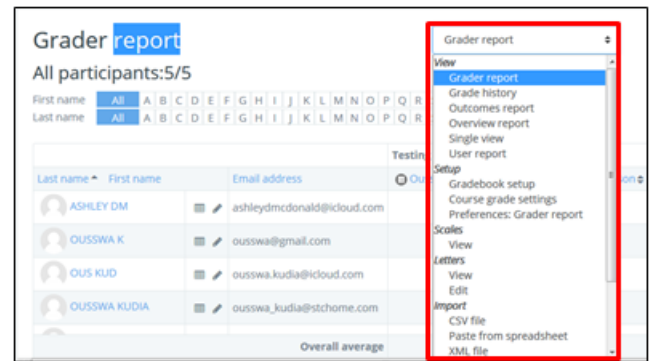 Grader report
Grader report
All participants:5/5
First name All A B C D E F G H I J K L M N O P Q R
Last name All A B C D E F G H I J K L M N O P Q R
View
Grader report
Grade history
Outcomes report
Overview report
Single view
User report
Setup
Gradebook setup
Course grade settings
Preferences: Grader report
Scales
View
Letters
View
Edit
Import
CSV file
Paste from spreadsheet
XML file
Testing
Last name First name Email address
ASHLEY DM ashleydmcdonald@icloud.com
OUSSWA K ousswa@gmail.com
OUS KUD ousswa.kudia@icloud.com
OUSSWA KUDIA ousswa_kudia@stchome.com
Overall average